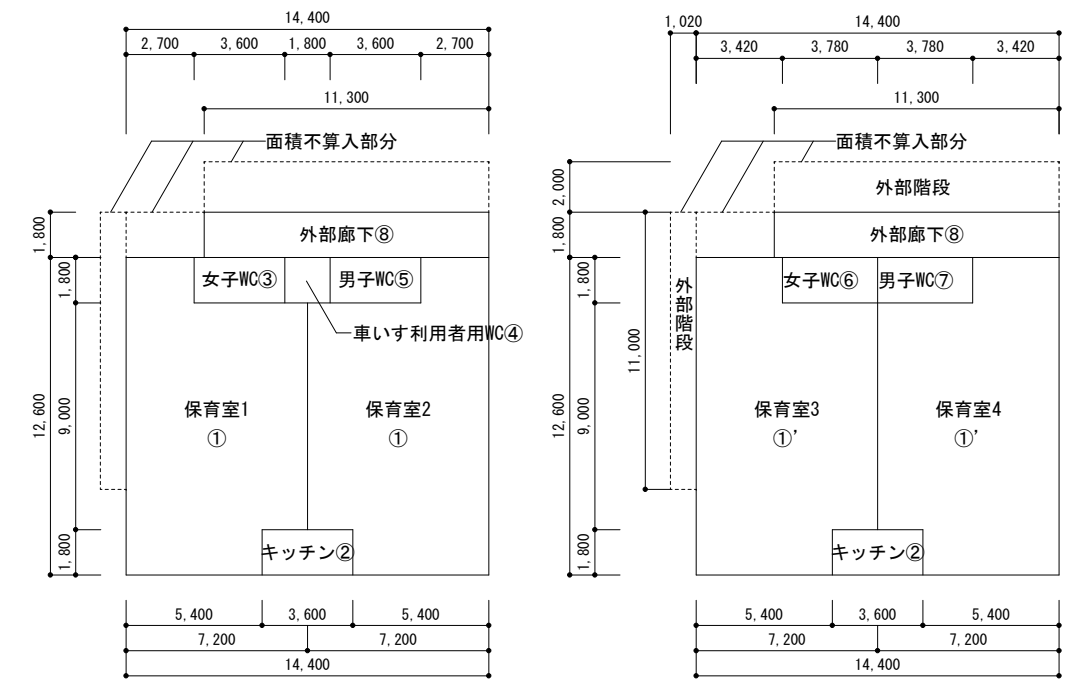 14,400
2,700 3,600 1,800 3,600 2,700
11,300
面積不算入部分
1,800
外部廊下⑧
1,800
女子WC③
男子WC⑤
車いす利用者用WC④
12,600
9,000
保育室1
①
保育室2
①
1,800
キッチン②
5,400 3,600 5,400
7,200 7,200
14,400
1,020 14,400
3,420 3,780 3,780 3,420
11,300
面積不算入部分
2,000
外部階段
1,800
外部廊下⑧
1,800
女子WC⑥
男子WC⑦
外部階段
11,000
12,600
9,000
保育室3
①'
保育室4
①'
1,800
キッチン②
5,400 3,600 5,400
7,200 7,200
14,400